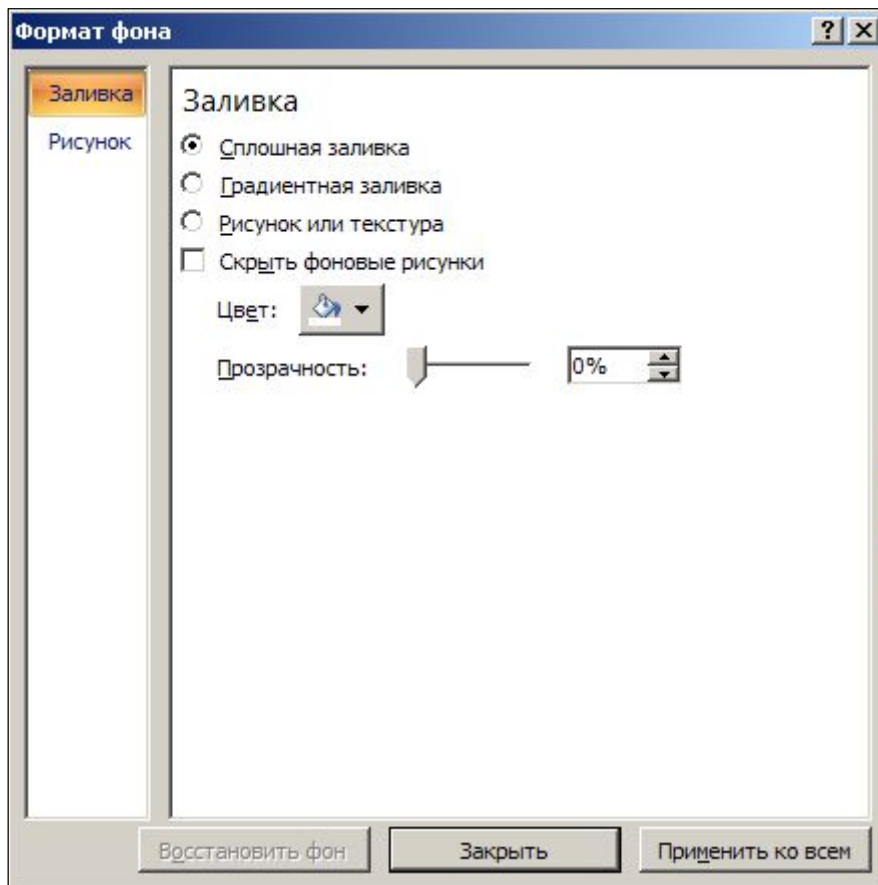 Формат фона
Заливка
Рисунок
Заливка
Сплошная заливка
Градиентная заливка
Рисунок или текстура
Скрыть фоновые рисунки
Цвет:
Прозрачность: 0%
Восстановить фон Закрыть Применить ко всем